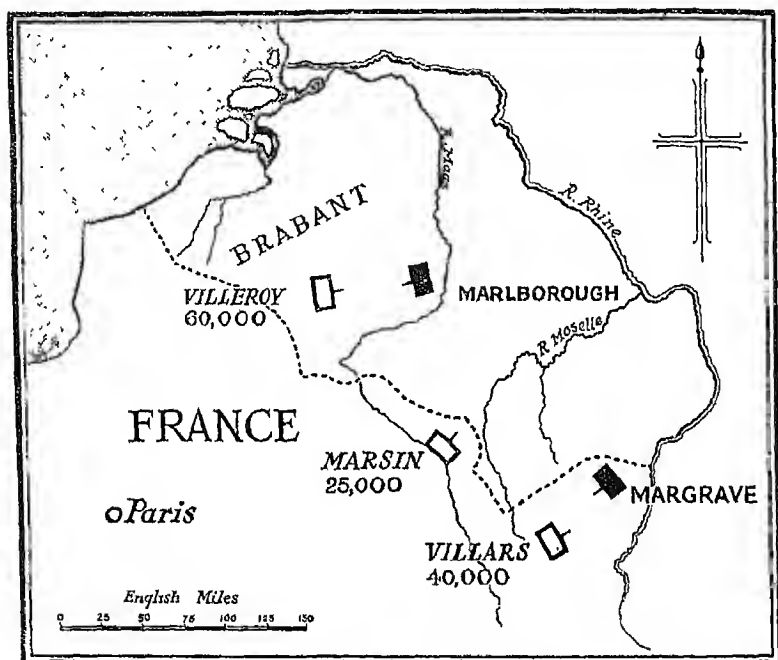 R. Maas
R. Rhine
BRABANT
VILLEROY
60,000
MARLBOROUGH
R Moselle
FRANCE
MARSIN
25,000
MARGRAVE
Paris
VILLARS
40,000
English Miles
0 25 50 75 100 125 150